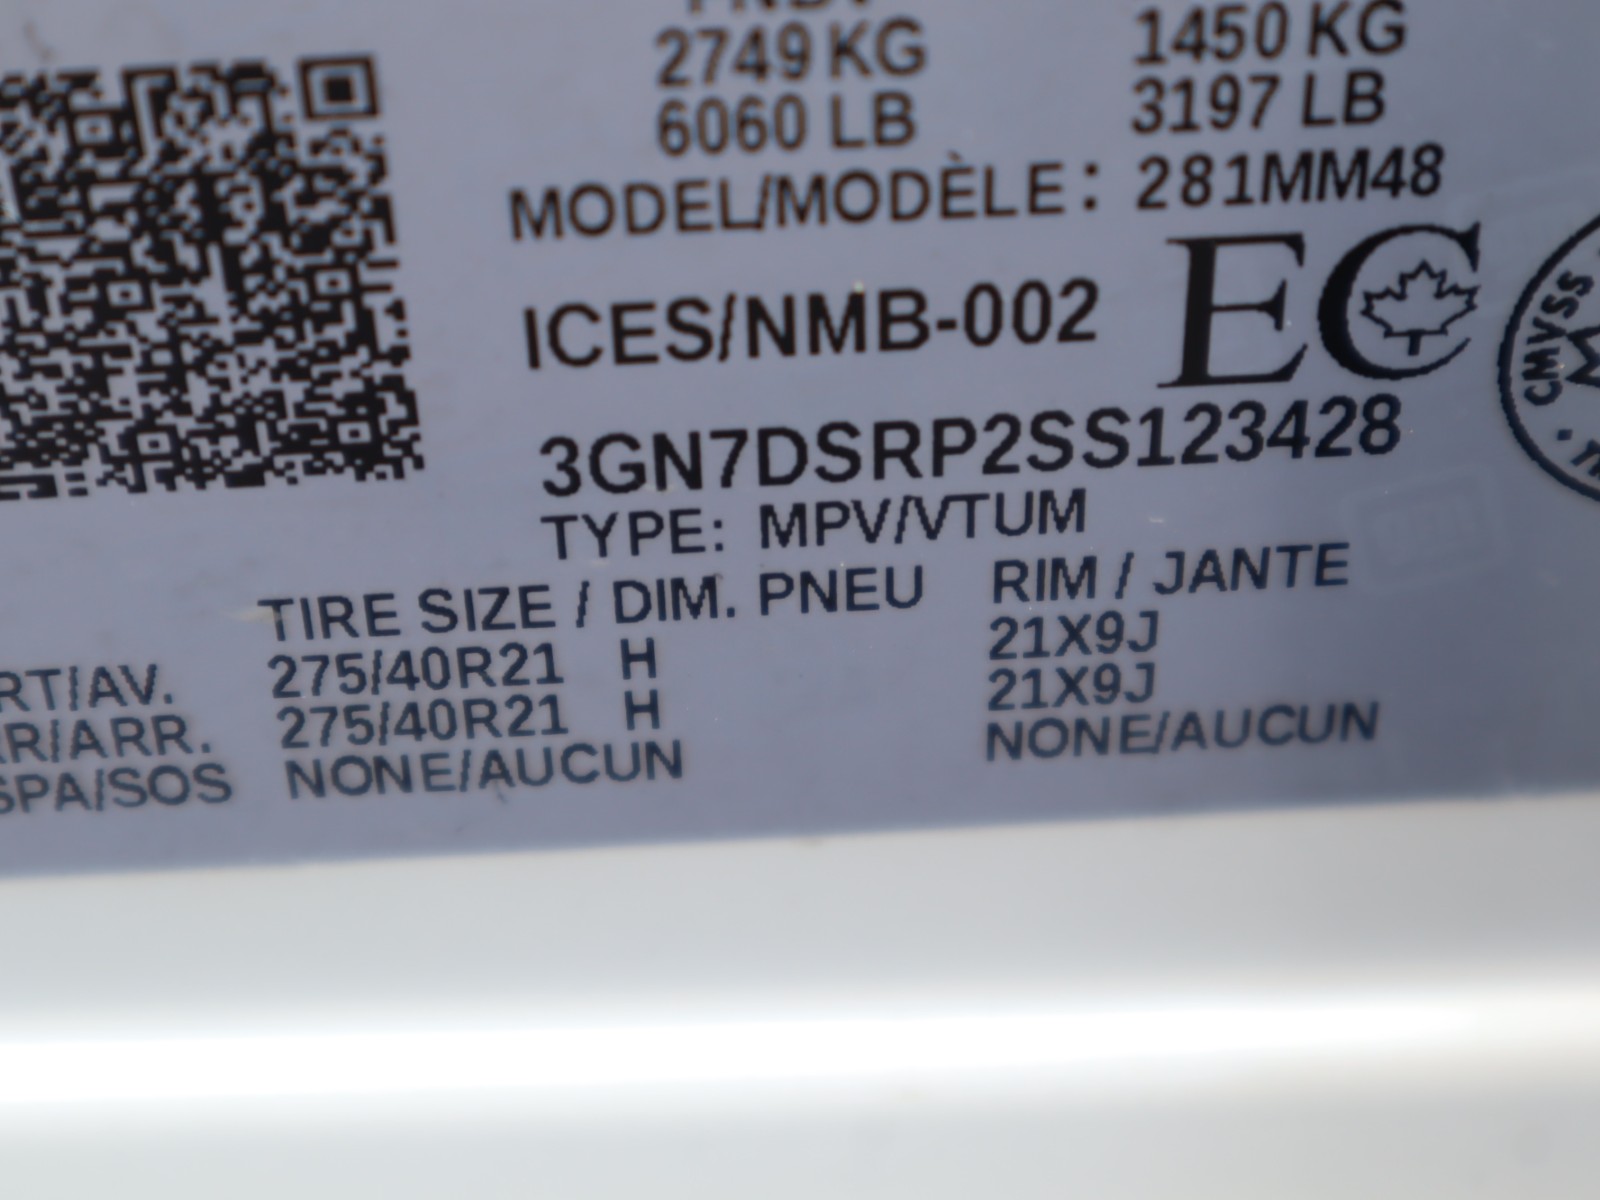 2749 KG 1450 KG
6060 LB 3197 LB
MODEL/MODÈLE: 281MM48
ICES/NMB-002 EC
CMVSS
3GN7DSRP2SS123428
TYPE: MPV/VTUM
TIRE SIZE / DIM. PNEU RIM / JANTE
RT/AV. 275/40R21 H 21X9J
R/ARR. 275/40R21 H 21X9J
SPA/SOS NONE/AUCUN NONE/AUCUN